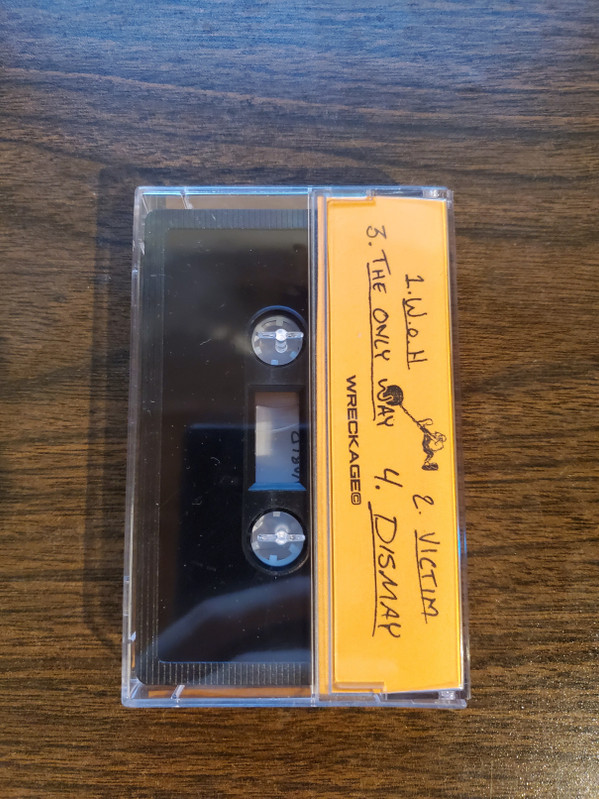 1. W.o.H
2. VICTIM
3. THE ONLY WAY
4. DISMAY
WRECKAGE©